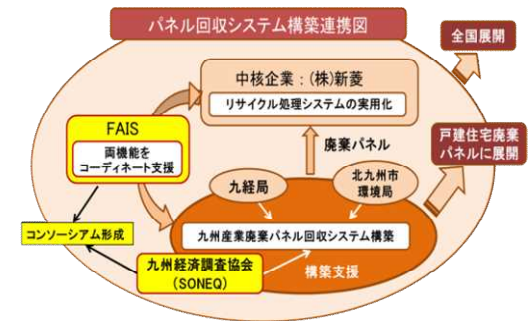 パネル回収システム構築連携図
全国展開
中核企業：(株)新菱
リサイクル処理システムの実用化
FAIS
両機能を
コーディネート支援
廃棄パネル
戸建住宅廃棄
パネルに展開
九経局
北九州市
環境局
コンソーシアム形成
九州産業廃棄パネル回収システム構築
九州経済調査協会
(SONEQ)
構築支援